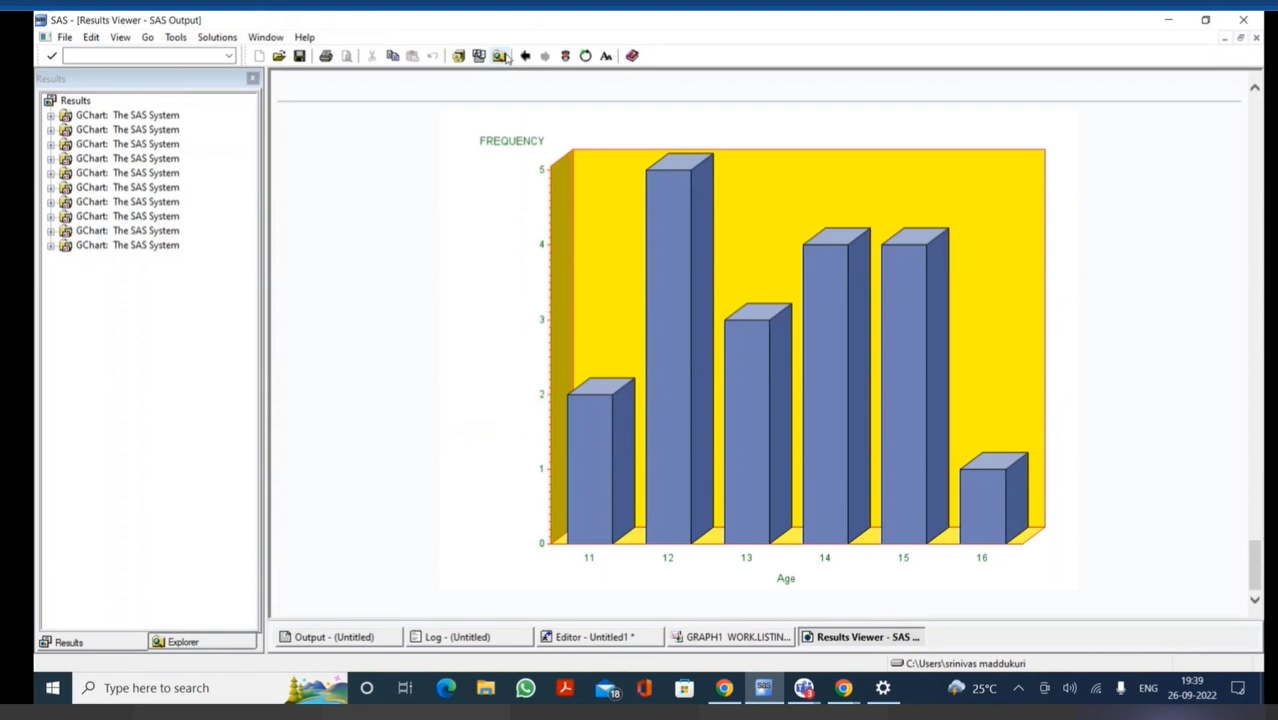 SAS - [Results Viewer - SAS Output]
File Edit View Go Tools Solutions Window Help
Results
Results
GChart: The SAS System
GChart: The SAS System
GChart: The SAS System
GChart: The SAS System
GChart: The SAS System
GChart: The SAS System
GChart: The SAS System
GChart: The SAS System
GChart: The SAS System
GChart: The SAS System
FREQUENCY
5
4
3
2
1
0
11 12 13 14 15 16
Age
Results Explorer
Output - (Untitled) Log - (Untitled) Editor - Untitled1 * GRAPH1 WORK.LISTIN... Results Viewer - SAS ...
C:\Users\srinivas maddukuri
Type here to search
18
sas
25°C
ENG
19:39
26-09-2022